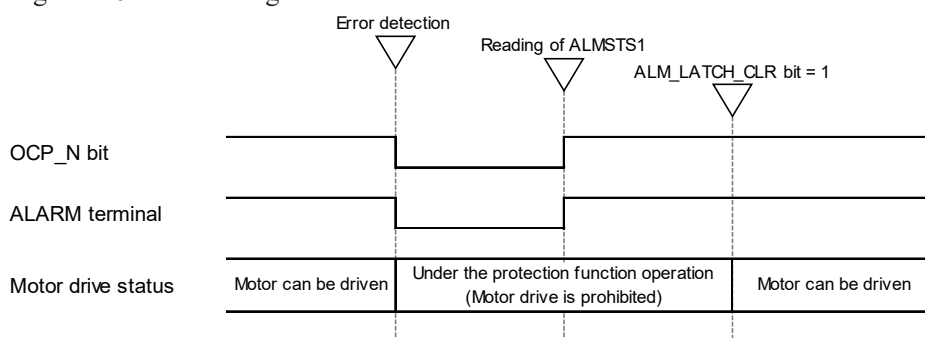 Error detection
Reading of ALMSTS1
ALM_LATCH_CLR bit = 1
OCP_N bit
ALARM terminal
Motor drive status
Motor can be driven
Under the protection function operation
(Motor drive is prohibited)
Motor can be driven